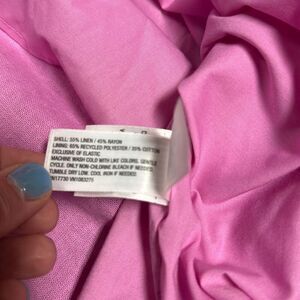 SHELL: 55% LINEN / 45% RAYON
LINING: 65% RECYCLED POLYESTER / 35% COTTON
EXCLUSIVE OF ELASTIC
MACHINE WASH COLD WITH LIKE COLORS, GENTLE
CYCLE. ONLY NON-CHLORINE BLEACH IF NEEDED.
TUMBLE DRY LOW. COOL IRON IF NEEDED.